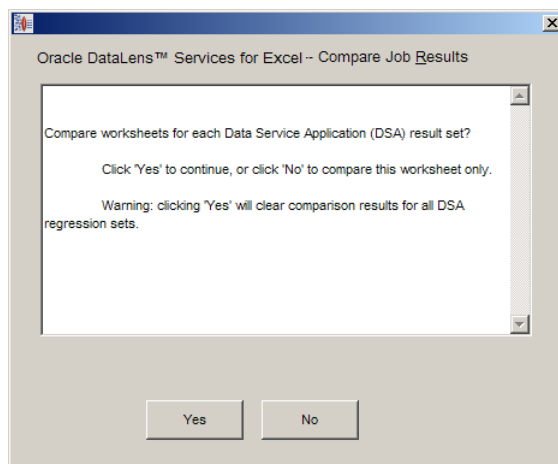 Oracle DataLens™ Services for Excel -- Compare Job Results
Compare worksheets for each Data Service Application (DSA) result set?
Click 'Yes' to continue, or click 'No' to compare this worksheet only.
Warning: clicking 'Yes' will clear comparison results for all DSA
regression sets.
Yes
No